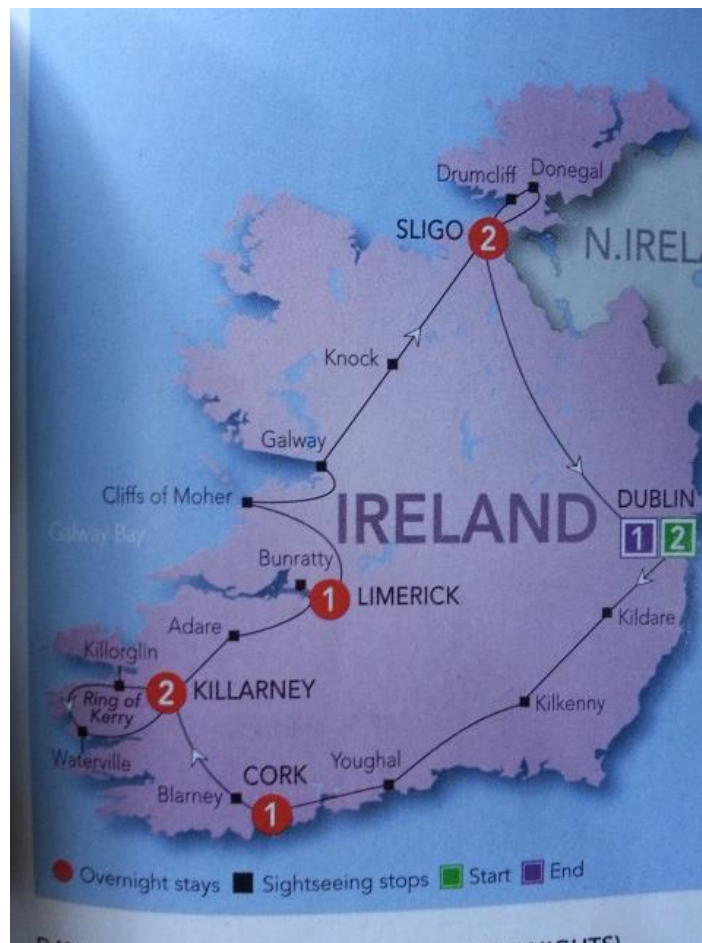 Drumcliff
Donegal
SLIGO 2
N.IREL
Knock
Galway
Cliffs of Moher
IRELAND
DUBLIN
1 2
Galway Bay
Bunratty
1 LIMERICK
Adare
Kildare
Killorglin
2 KILLARNEY
Ring of
Kerry
Kilkenny
Waterville
Youghal
CORK
Blarney
1
Overnight stays Sightseeing stops Start End